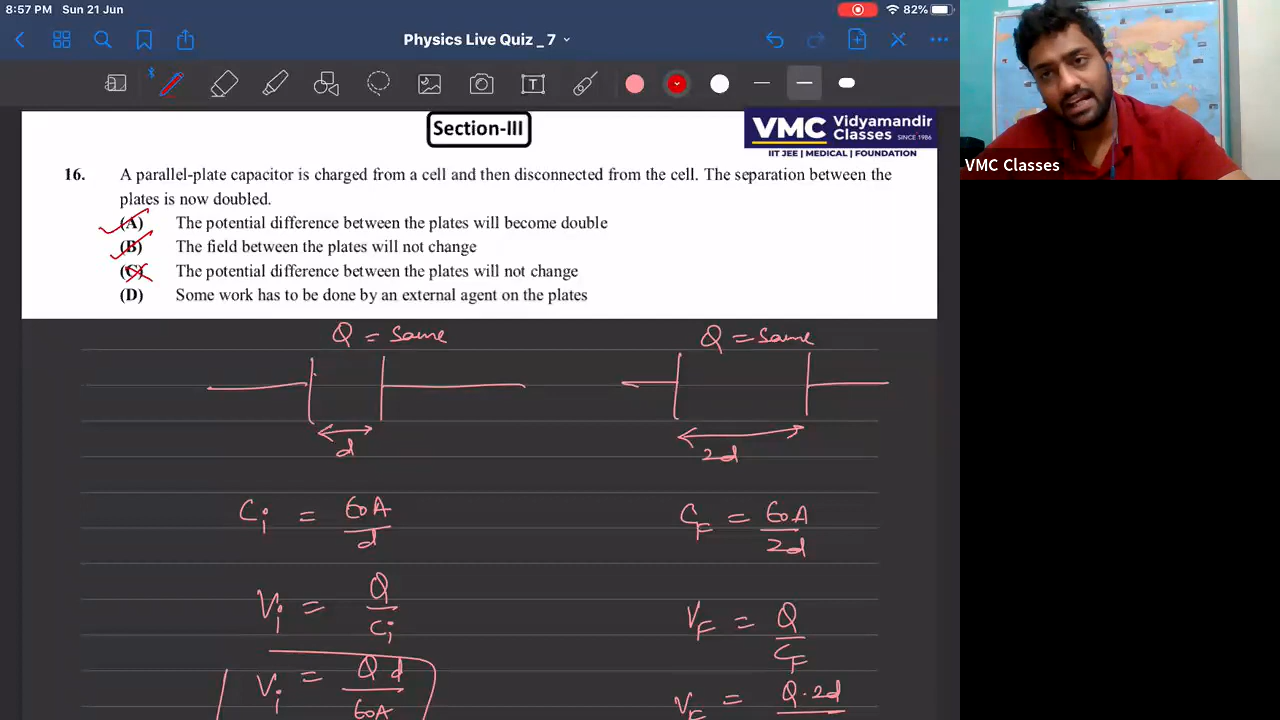 8:57 PM Sun 21 Jun
82%
Physics Live Quiz _ 7
T
Section-III
VMC Vidyamandir Classes SINCE 1986
IIT JEE | MEDICAL | FOUNDATION
VMC Classes
16. A parallel-plate capacitor is charged from a cell and then disconnected from the cell. The separation between the
plates is now doubled.
(A) The potential difference between the plates will become double
(B) The field between the plates will not change
(C) The potential difference between the plates will not change
(D) Some work has to be done by an external agent on the plates
Q = Same
Q = Same
d
2d
Ci = ϵ0A/d
CF = ϵ0A/2d
Vi = Q/Ci
VF = Q/CF
Vi = Qd/ϵ0A
VF = Q·2d